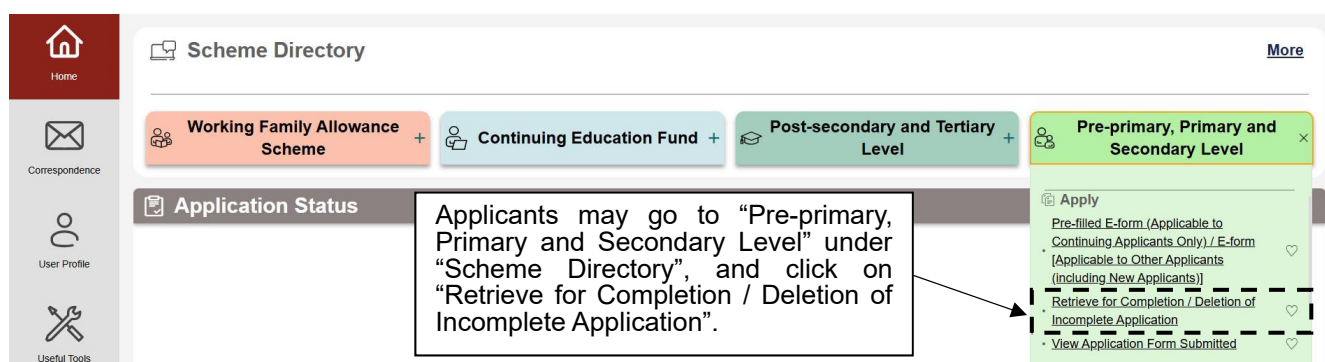 Home
Correspondence
User Profile
Useful Tools
Scheme Directory
More
Working Family Allowance
Scheme
+
Continuing Education Fund
+
Post-secondary and Tertiary
Level
+
Pre-primary, Primary and
Secondary Level
×
Application Status
Applicants may go to “Pre-primary,
Primary and Secondary Level” under
“Scheme Directory”, and click on
“Retrieve for Completion / Deletion of
Incomplete Application”.
Apply
Pre-filled E-form (Applicable to
Continuing Applicants Only) / E-form
[Applicable to Other Applicants
(including New Applicants)]
Retrieve for Completion / Deletion of
Incomplete Application
View Application Form Submitted